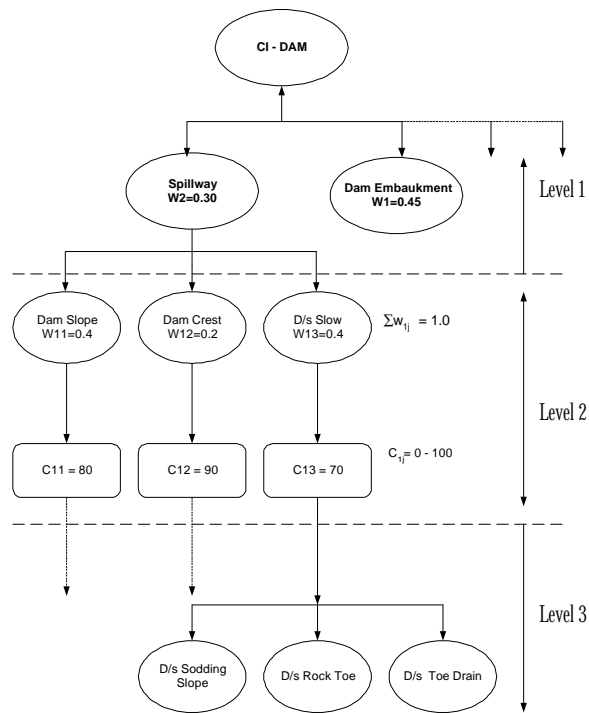 CI - DAM
Spillway
W2=0.30
Dam Embaukment
W1=0.45
Level 1
Dam Slope
W11=0.4
Dam Crest
W12=0.2
D/s Slow
W13=0.4
∑w1j = 1.0
Level 2
C11 = 80
C12 = 90
C13 = 70
C1j= 0 - 100
Level 3
D/s Sodding
Slope
D/s Rock Toe
D/s Toe Drain